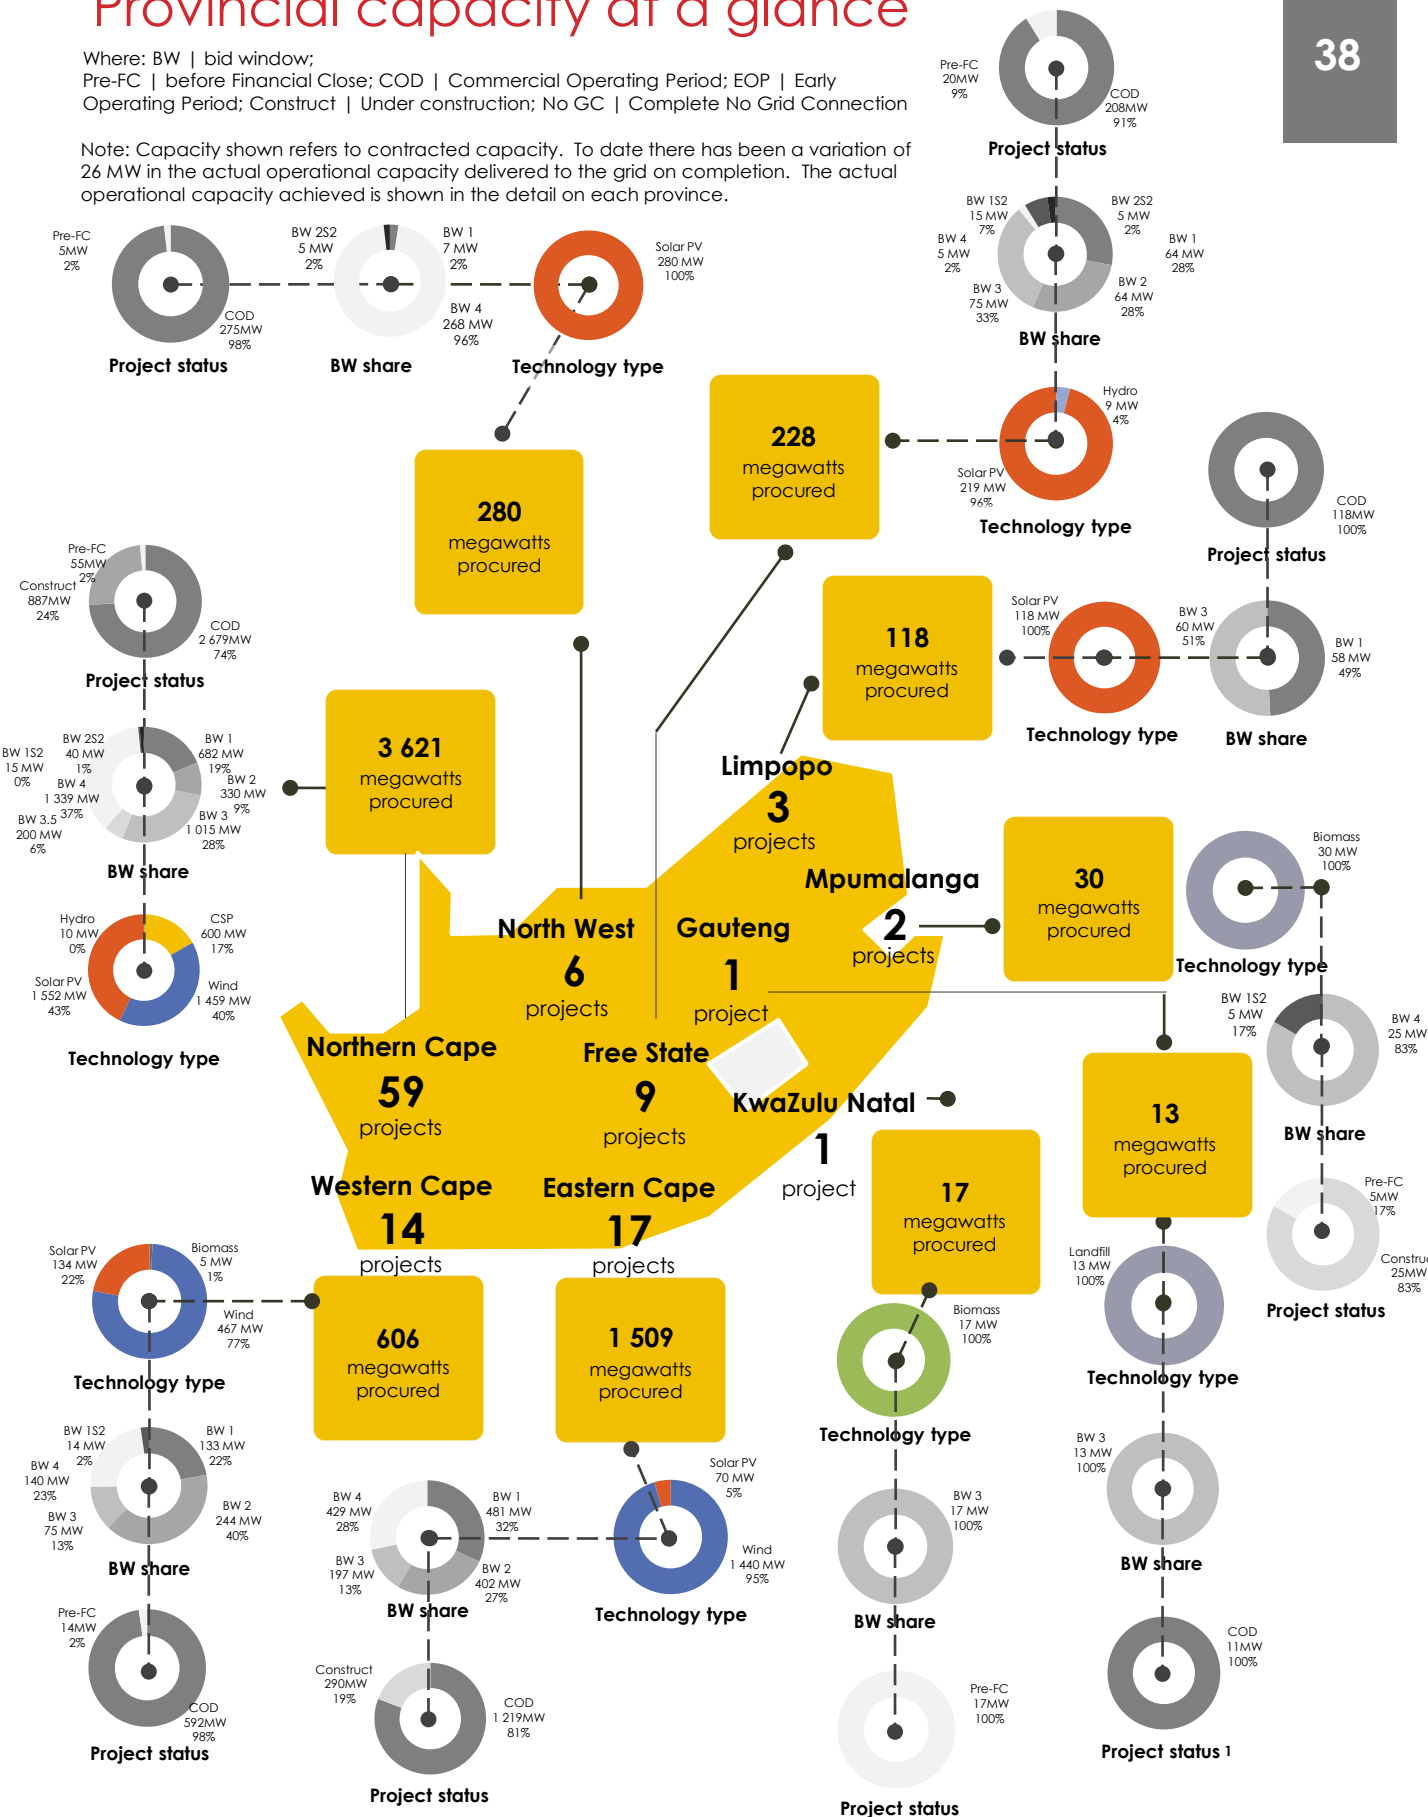 Provincial capacity at a glance
38
Where: BW | bid window;
Pre-FC | before Financial Close; COD | Commercial Operating Period; EOP | Early
Operating Period; Construct | Under construction; No GC | Complete No Grid Connection
Note: Capacity shown refers to contracted capacity. To date there has been a variation of
26 MW in the actual operational capacity delivered to the grid on completion. The actual
operational capacity achieved is shown in the detail on each province.
Pre-FC
5MW
2%
COD
275MW
98%
Project status
BW 2S2
5 MW
2%
BW 1
7 MW
2%
BW 4
268 MW
96%
BW share
Solar PV
280 MW
100%
Technology type
280
megawatts
procured
Pre-FC
20MW
9%
COD
208MW
91%
Project status
BW 1S2
15 MW
7%
BW 2S2
5 MW
2%
BW 4
5 MW
2%
BW 1
64 MW
28%
BW 3
75 MW
33%
BW 2
64 MW
28%
BW share
Hydro
9 MW
4%
Solar PV
219 MW
96%
Technology type
228
megawatts
procured
COD
118MW
100%
Project status
BW 3
60 MW
51%
BW 1
58 MW
49%
BW share
Solar PV
118 MW
100%
Technology type
118
megawatts
procured
Pre-FC
55MW
2%
Construct
887MW
24%
COD
2 679MW
74%
Project status
BW 2S2
40 MW
1%
BW 1
682 MW
19%
BW 1S2
15 MW
0%
BW 2
330 MW
9%
BW 4
1 339 MW
37%
BW 3.5
200 MW
6%
BW 3
1 015 MW
28%
BW share
Hydro
10 MW
0%
CSP
600 MW
17%
Solar PV
1 552 MW
43%
Wind
1 459 MW
40%
Technology type
3 621
megawatts
procured
Limpopo
3
projects
Mpumalanga
2
projects
North West
6
projects
Gauteng
1
project
Northern Cape
59
projects
Free State
9
projects
KwaZulu Natal
1
project
Western Cape
14
projects
Eastern Cape
17
projects
30
megawatts
procured
Biomass
30 MW
100%
Technology type
BW 1S2
5 MW
17%
BW 4
25 MW
83%
BW share
Pre-FC
5MW
17%
25MW
83%
Project status
13
megawatts
procured
Landfill
13 MW
100%
Technology type
BW 3
13 MW
100%
BW share
COD
11MW
100%
Project status 1
17
megawatts
procured
Biomass
17 MW
100%
Technology type
BW 3
17 MW
100%
BW share
Pre-FC
17MW
100%
Project status
606
megawatts
procured
Solar PV
134 MW
22%
Biomass
5 MW
1%
Wind
467 MW
77%
Technology type
BW 1S2
14 MW
2%
BW 1
133 MW
22%
BW 4
140 MW
23%
BW 2
244 MW
40%
BW 3
75 MW
13%
BW share
Pre-FC
14MW
2%
COD
592MW
98%
Project status
1 509
megawatts
procured
Solar PV
70 MW
5%
Wind
1 440 MW
95%
Technology type
BW 4
429 MW
28%
BW 1
481 MW
32%
BW 3
197 MW
13%
BW 2
402 MW
27%
BW share
Construct
290MW
19%
COD
1 219MW
81%
Project status